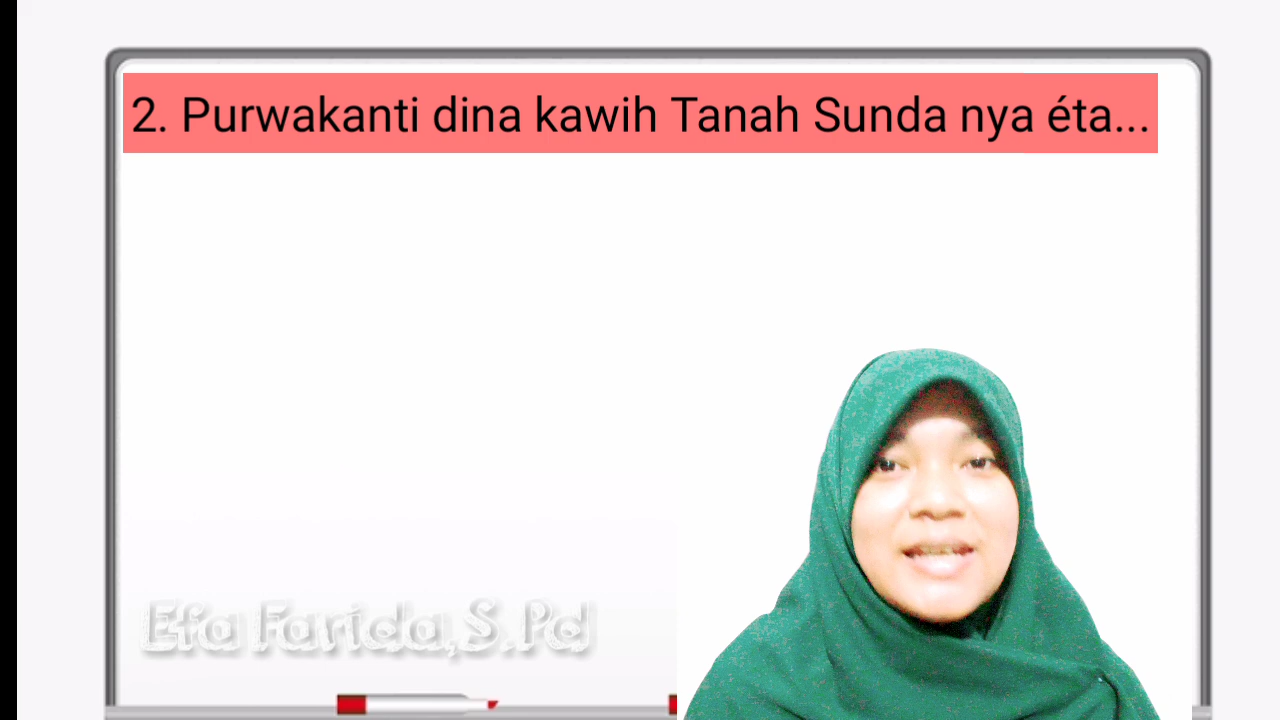 2. Purwakanti dina kawih Tanah Sunda nya éta...
Efa Farida,S.Pd